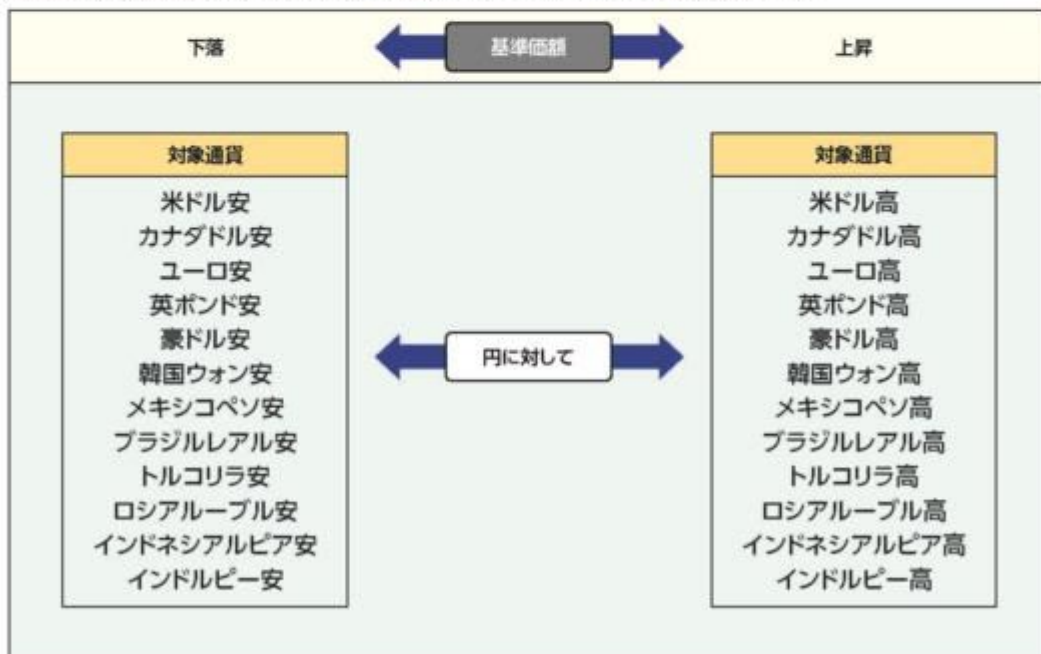 下落
基準価額
上昇
対象通貨
米ドル安
カナダドル安
ユーロ安
英ポンド安
豪ドル安
韓国ウォン安
メキシコペソ安
ブラジルレアル安
トルコリラ安
ロシアルーブル安
インドネシアルピア安
インドルピー安
円に対して
対象通貨
米ドル高
カナダドル高
ユーロ高
英ポンド高
豪ドル高
韓国ウォン高
メキシコペソ高
ブラジルレアル高
トルコリラ高
ロシアルーブル高
インドネシアルピア高
インドルピー高